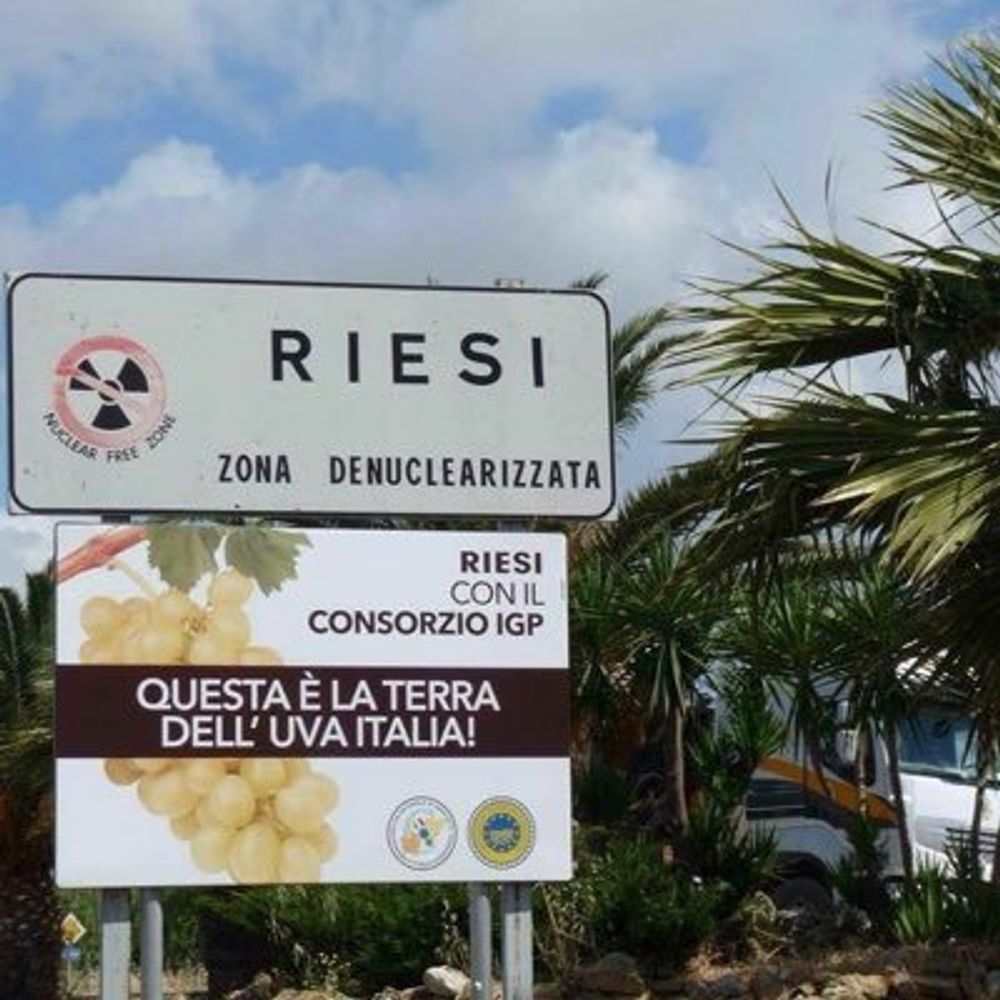 RIESI
NUCLEAR FREE ZONE
ZONA DENUCLEARIZZATA
RIESI
CON IL
CONSORZIO IGP
QUESTA È LA TERRA
DELL' UVA ITALIA!